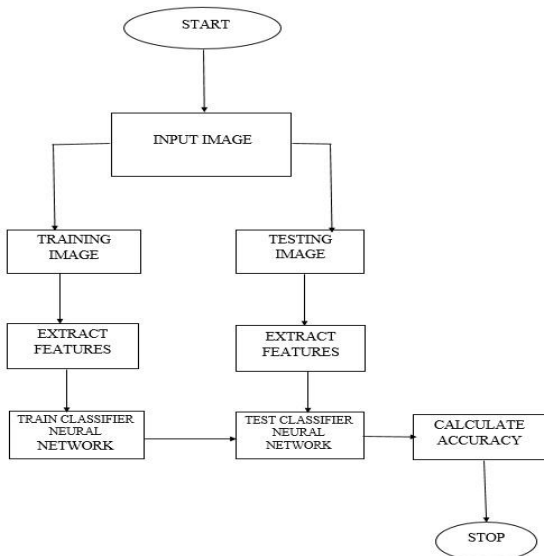 START
INPUT IMAGE
TRAINING
IMAGE
TESTING
IMAGE
EXTRACT
FEATURES
EXTRACT
FEATURES
TRAIN CLASSIFIER
NEURAL
NETWORK
TEST CLASSIFIER
NEURAL
NETWORK
CALCULATE
ACCURACY
STOP